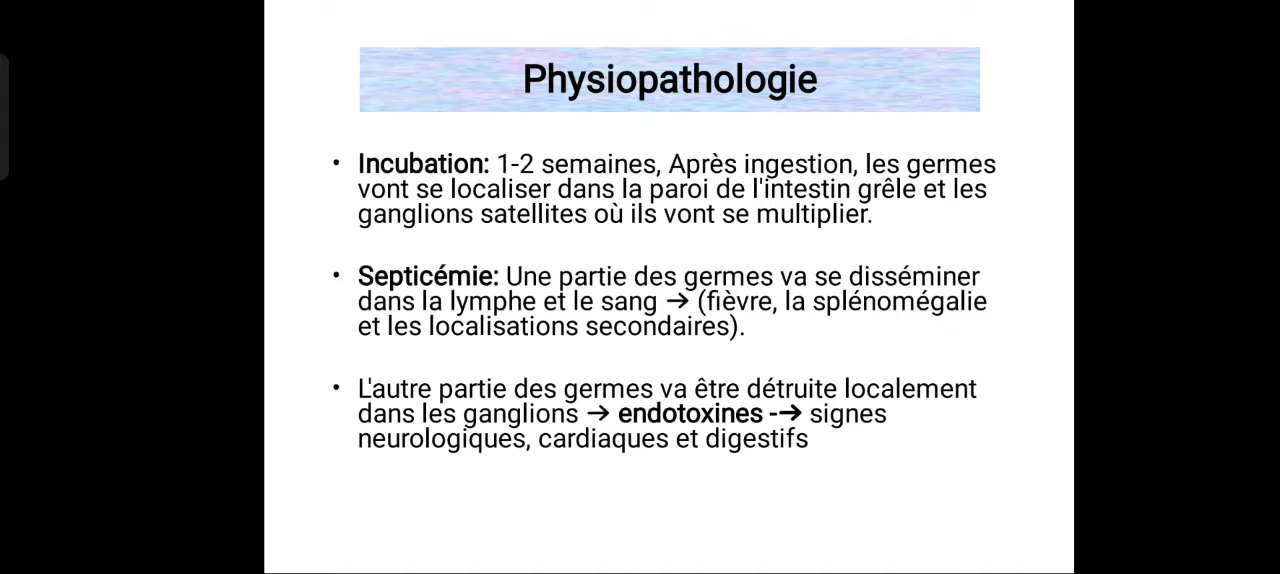 Physiopathologie
• Incubation: 1-2 semaines, Après ingestion, les germes
vont se localiser dans la paroi de l'intestin grêle et les
ganglions satellites où ils vont se multiplier.
• Septicémie: Une partie des germes va se disséminer
dans la lymphe et le sang → (fièvre, la splénomégalie
et les localisations secondaires).
• L'autre partie des germes va être détruite localement
dans les ganglions → endotoxines -→ signes
neurologiques, cardiaques et digestifs